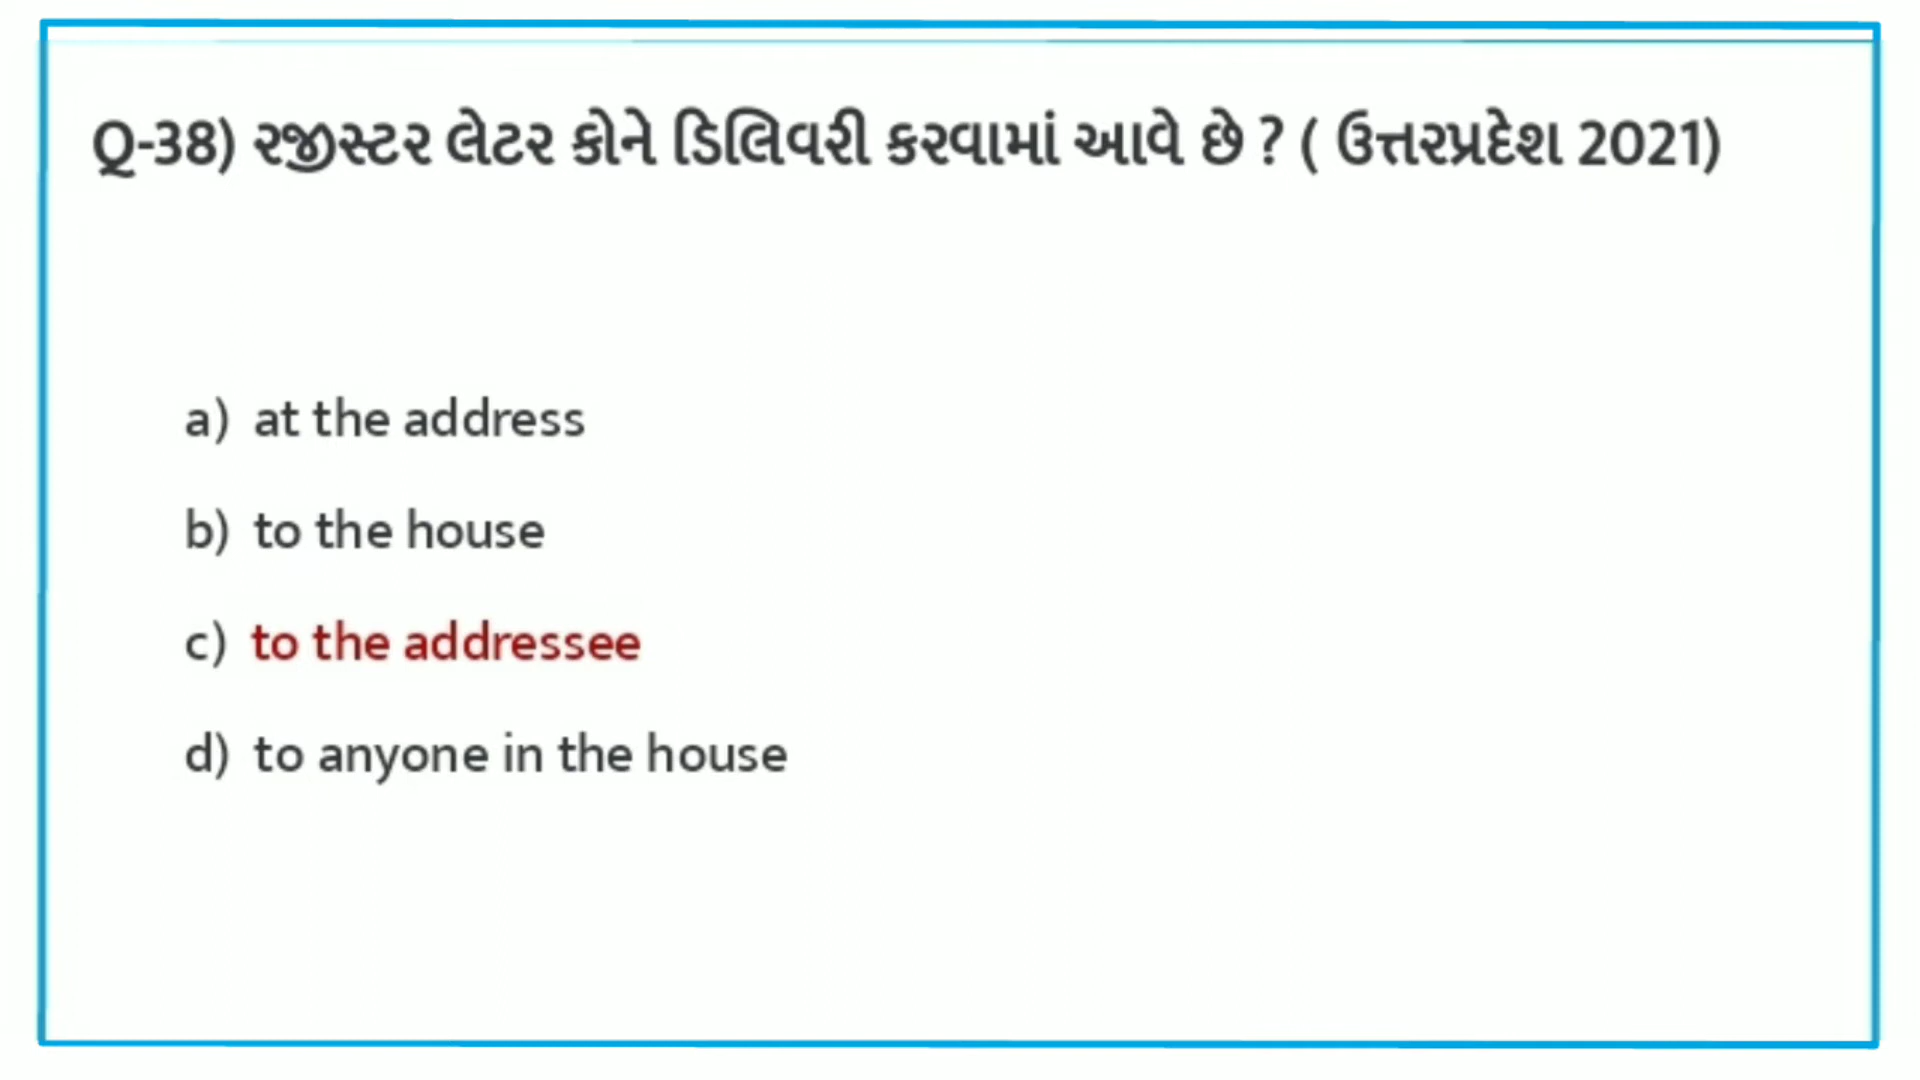 Q-38) રજીસ્ટર લેટર કોને ડિલિવરી કરવામાં આવે છે ? ( ઉત્તરપ્રદેશ 2021)
a) at the address
b) to the house
c) to the addressee
d) to anyone in the house